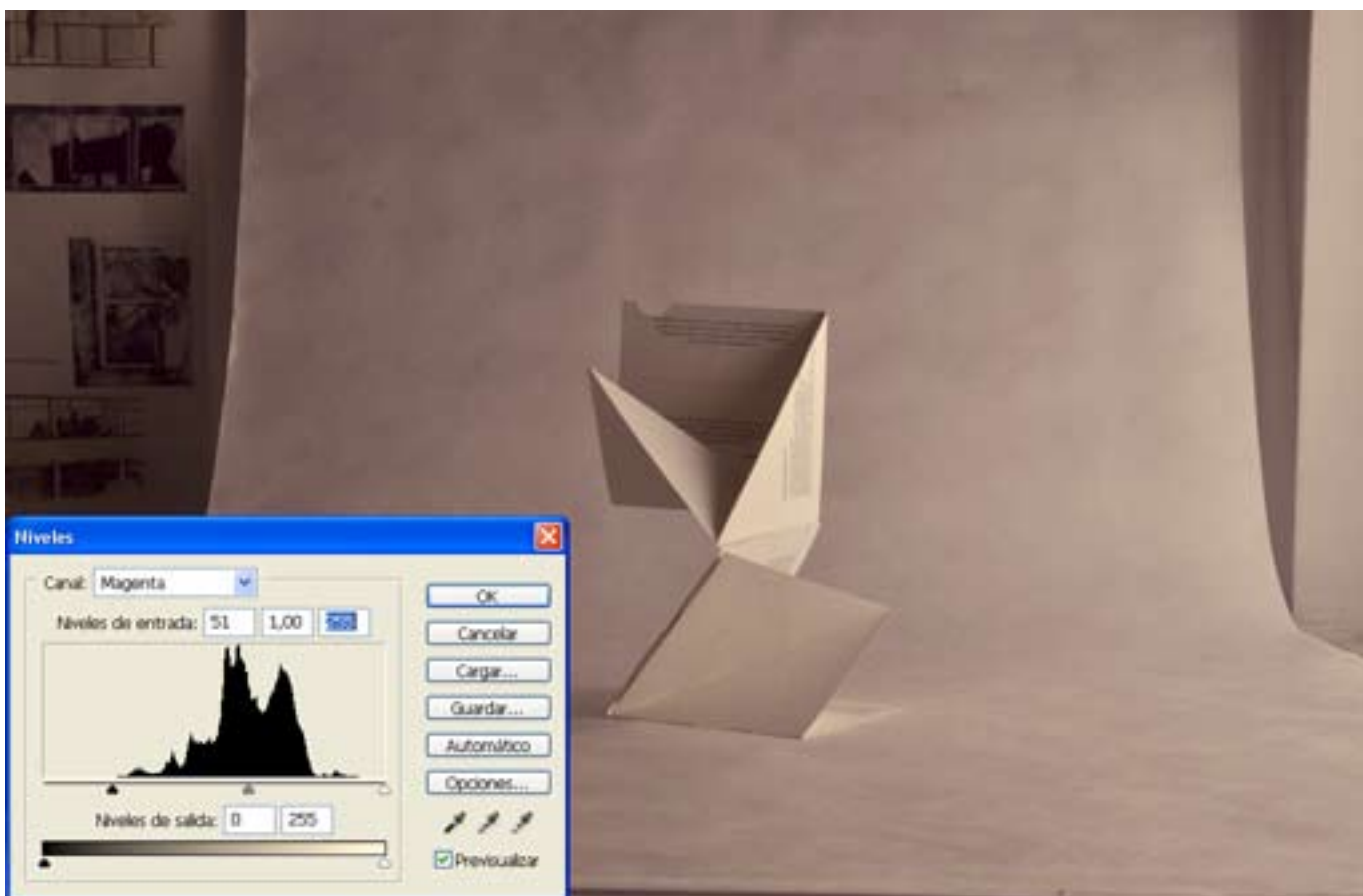 Niveles
Canal: Magenta
Niveles de entrada: 51 1,00 255
OK
Cancelar
Cargar...
Guardar...
Automático
Opciones...
Niveles de salida: 0 255
Previsualizar